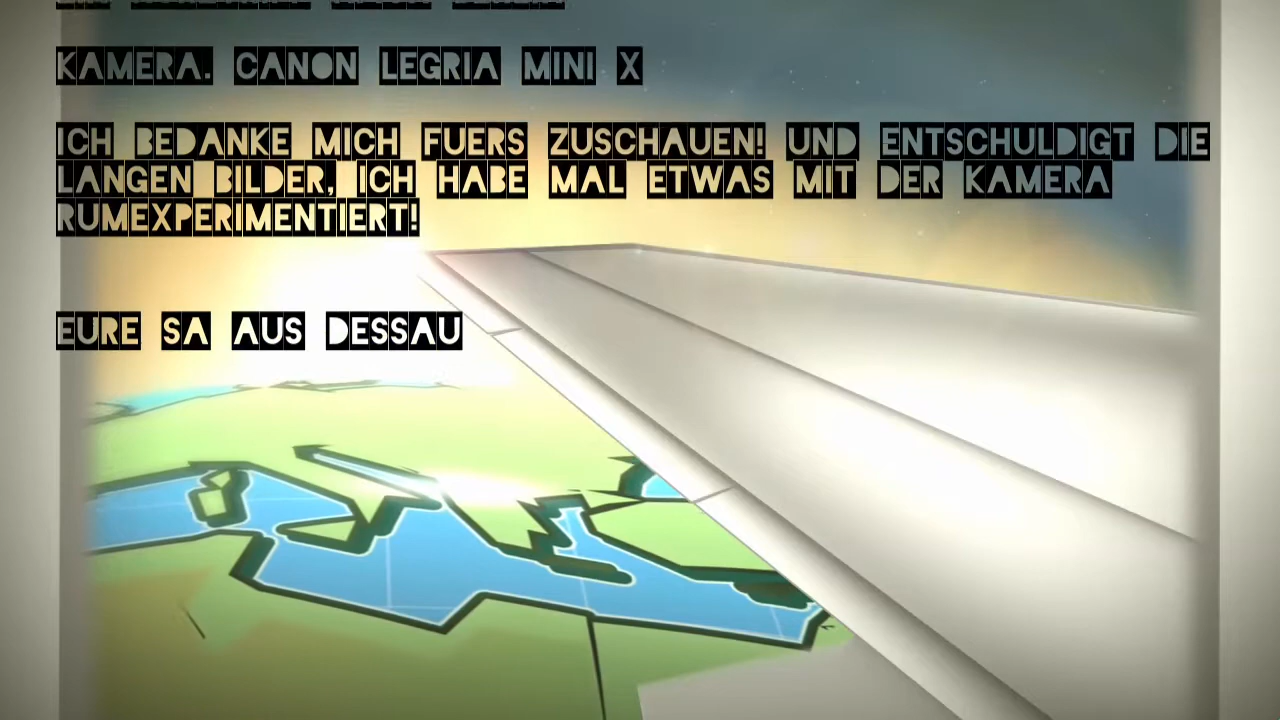 KAMERA. CANON LEGRIA MINI X
ICH BEDANKE MICH FUERS ZUSCHAUEN! UND ENTSCHULDIGT DIE
LANGEN BILDER, ICH HABE MAL ETWAS MIT DER KAMERA
RUMEXPERIMENTIERT!
EURE SA AUS DESSAU